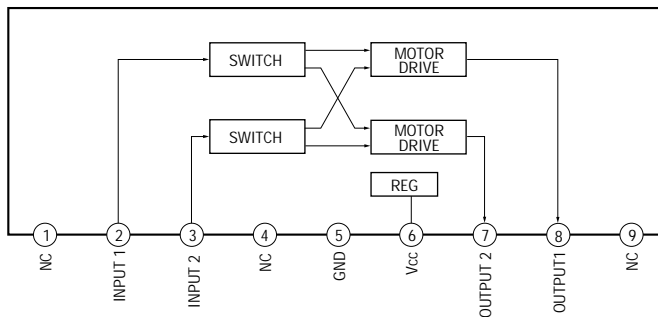 SWITCH
MOTOR
DRIVE
SWITCH
MOTOR
DRIVE
REG
1
2
3
4
5
6
7
8
9
NC
INPUT 1
INPUT 2
NC
GND
Vcc
OUTPUT 2
OUTPUT1
NC